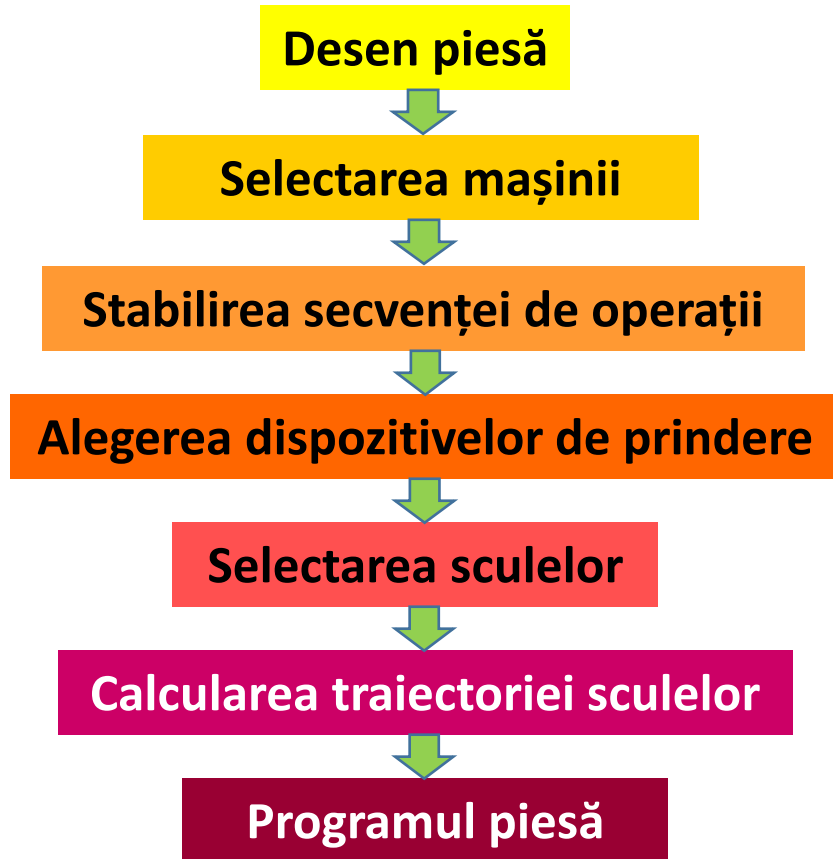 Desen piesă
Selectarea mașinii
Stabilirea secvenței de operații
Alegerea dispozitivelor de prindere
Selectarea sculelor
Calcularea traiectoriei sculelor
Programul piesă